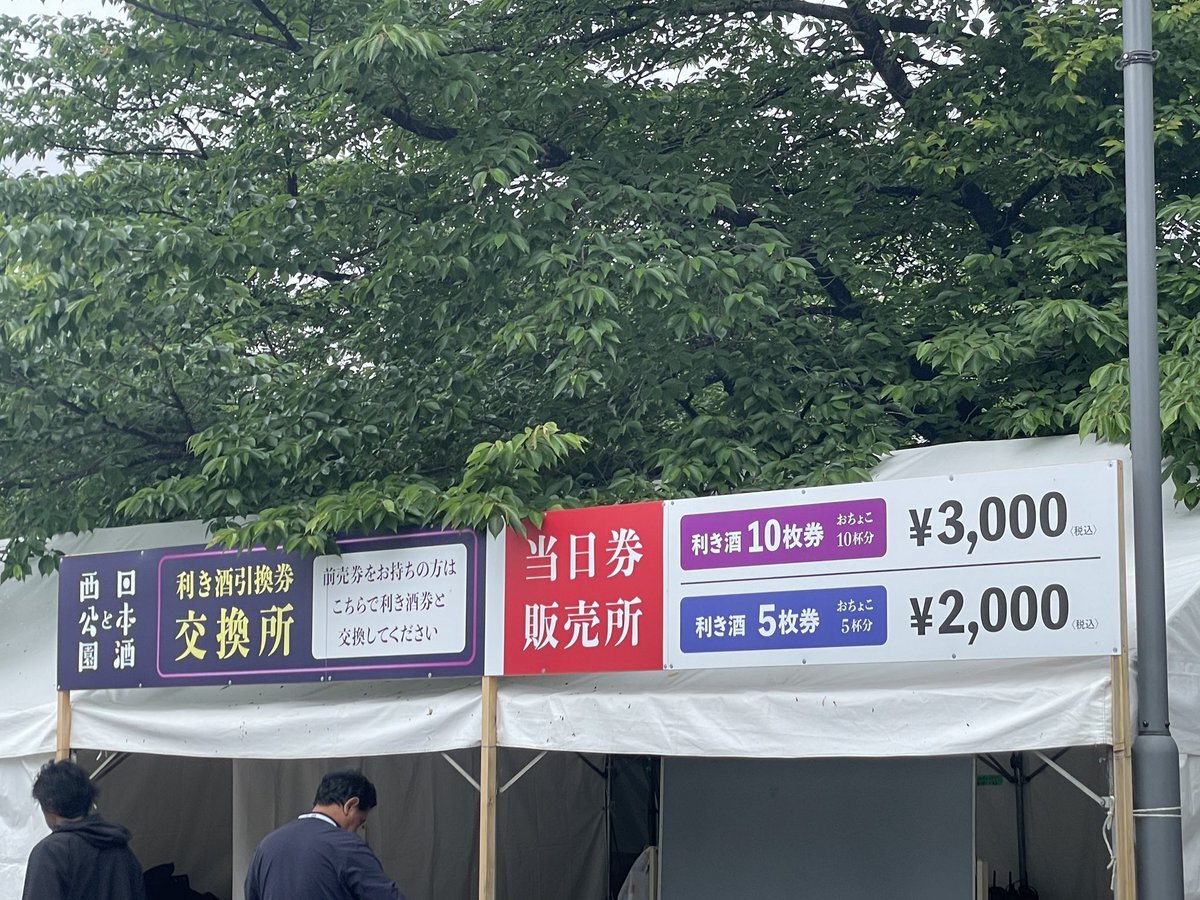 日本酒
と
西公園
利き酒引換券
交換所
前売券をお持ちの方は
こちらで利き酒券と
交換してください
当日券
販売所
利き酒 10枚券 おちょこ 10杯分 ¥3,000〈税込〉
利き酒 5枚券 おちょこ 5杯分 ¥2,000〈税込〉